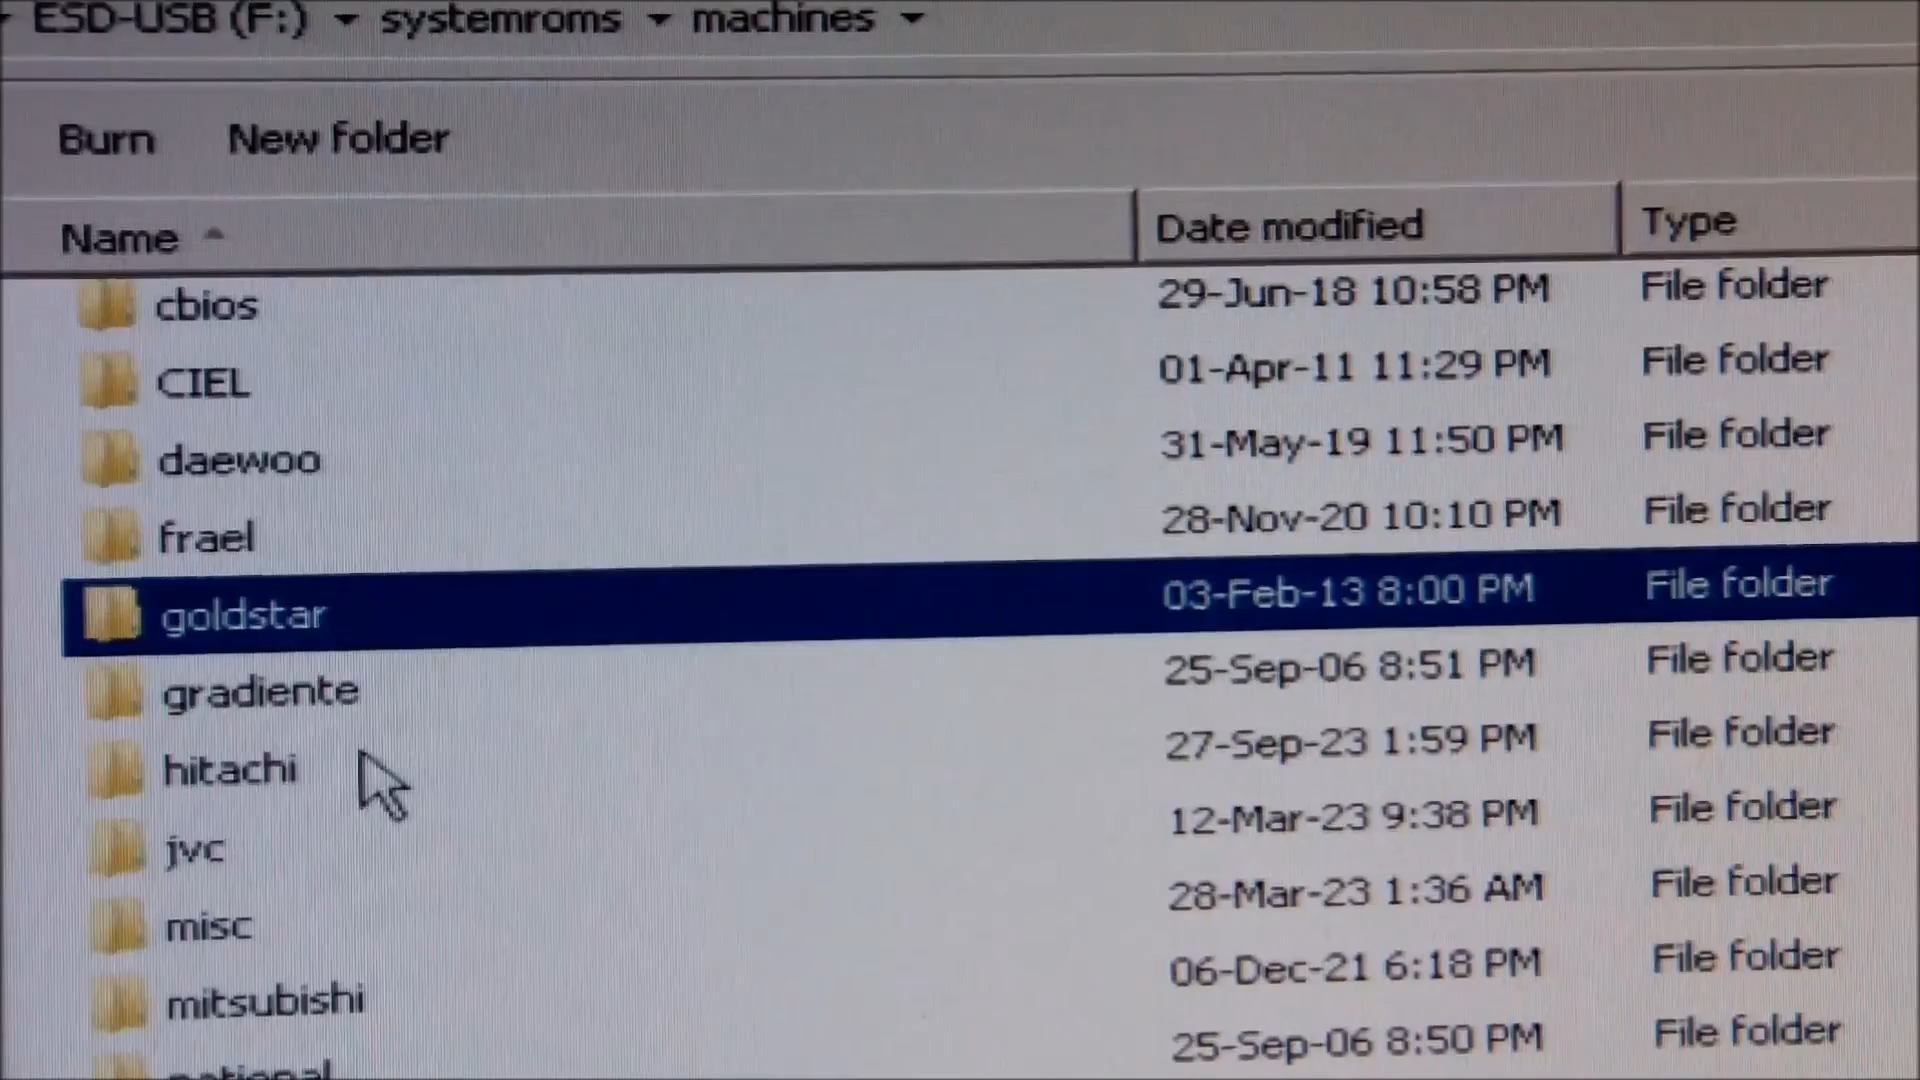 ESD-USB (F:) systemroms machines
Burn New folder
Name Date modified Type
cbios 29-Jun-18 10:58 PM File folder
CIEL 01-Apr-11 11:29 PM File folder
daewoo 31-May-19 11:50 PM File folder
frael 28-Nov-20 10:10 PM File folder
goldstar 03-Feb-13 8:00 PM File folder
gradiente 25-Sep-06 8:51 PM File folder
hitachi 27-Sep-23 1:59 PM File folder
jvc 12-Mar-23 9:38 PM File folder
misc 28-Mar-23 1:36 AM File folder
mitsubishi 06-Dec-21 6:18 PM File folder
national 25-Sep-06 8:50 PM File folder